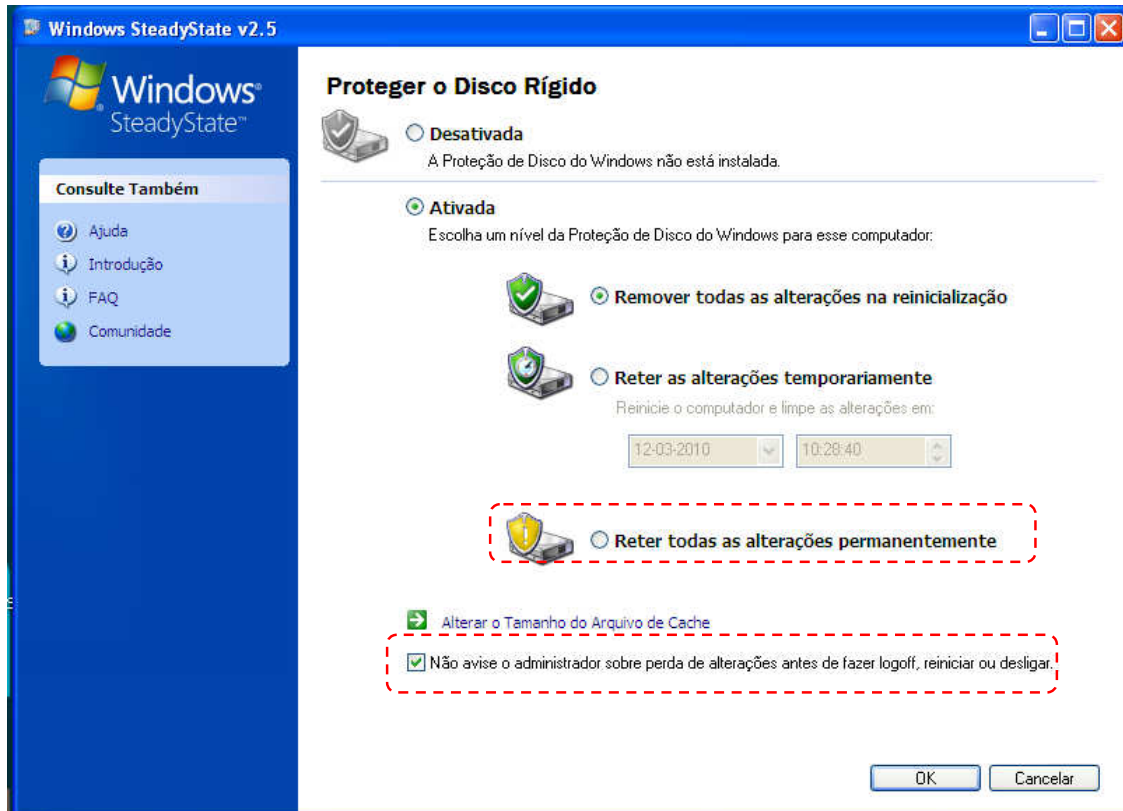 Windows SteadyState v2.5
Windows®
SteadyState™
Consulte Também
Ajuda
Introdução
FAQ
Comunidade
Proteger o Disco Rígido
Desativada
A Proteção de Disco do Windows não está instalada.
Ativada
Escolha um nível da Proteção de Disco do Windows para esse computador:
Remover todas as alterações na reinicialização
Reter as alterações temporariamente
Reinicie o computador e limpe as alterações em:
12-03-2010 10:28:40
Reter todas as alterações permanentemente
Alterar o Tamanho do Arquivo de Cache
Não avise o administrador sobre perda de alterações antes de fazer logoff, reiniciar ou desligar.
OK Cancelar